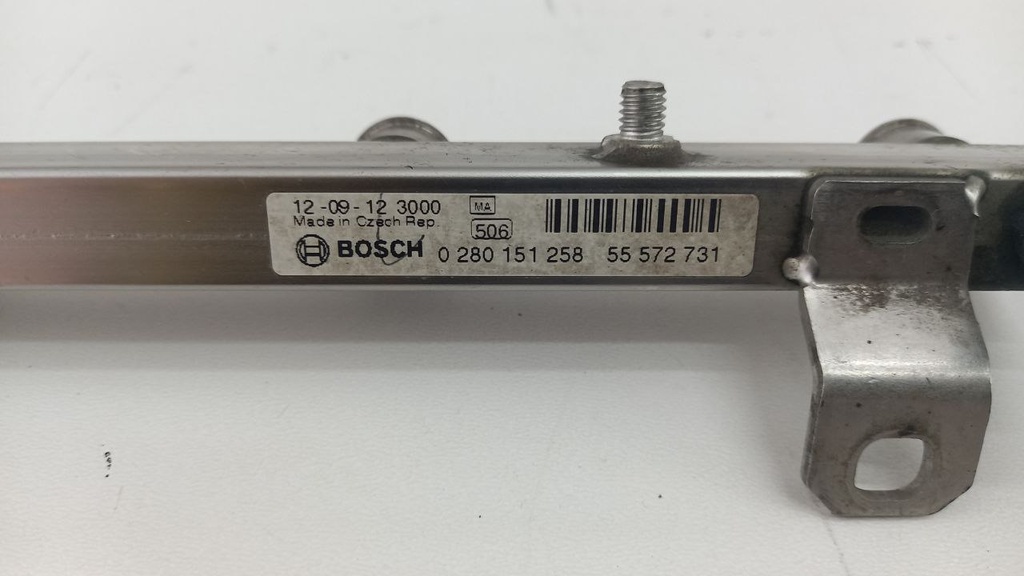 12-09-12 3000 MA
Made in Czech Rep. 506
BOSCH 0 280 151 258 55 572 731